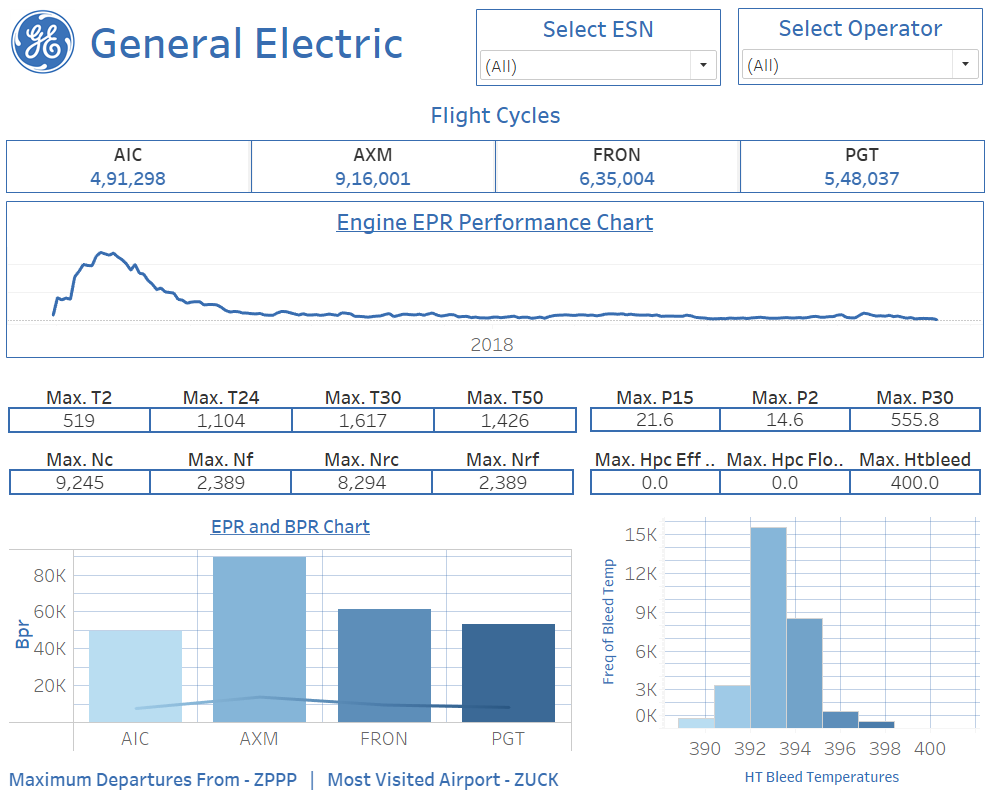 General Electric
Select ESN
(All)
Select Operator
(All)
Flight Cycles
AIC AXM FRON PGT
4,91,298 9,16,001 6,35,004 5,48,037
Engine EPR Performance Chart
2018
Max. T2 Max. T24 Max. T30 Max. T50
519 1,104 1,617 1,426
Max. P15 Max. P2 Max. P30
21.6 14.6 555.8
Max. Nc Max. Nf Max. Nrc Max. Nrf
9,245 2,389 8,294 2,389
Max. Hpc Eff .. Max. Hpc Flo.. Max. Htbleed
0.0 0.0 400.0
EPR and BPR Chart
Bpr
80K
60K
40K
20K
AIC AXM FRON PGT
Freq of Bleed Temp
15K
12K
9K
6K
3K
0K
390 392 394 396 398 400
HT Bleed Temperatures
Maximum Departures From - ZPPP | Most Visited Airport - ZUCK